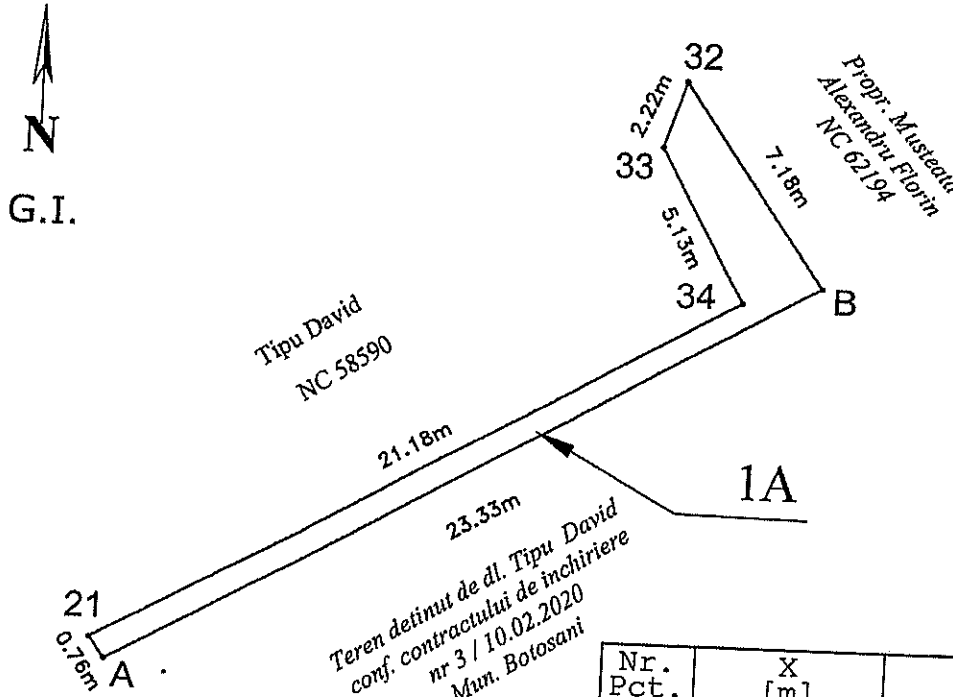 N
G.I.
32
2.22m
33
7.18m
5.13m
34
B
Propr. Musteata
Alexandru Florin
NC 62194
Tipu David
NC 58590
21.18m
23.33m
1A
21
0.76m
A
Teren detinut de dl. Tipu David
conf. contractului de inchiriere
nr 3 / 10.02.2020
Mun. Botosani
Nr. X
Pct. [m]